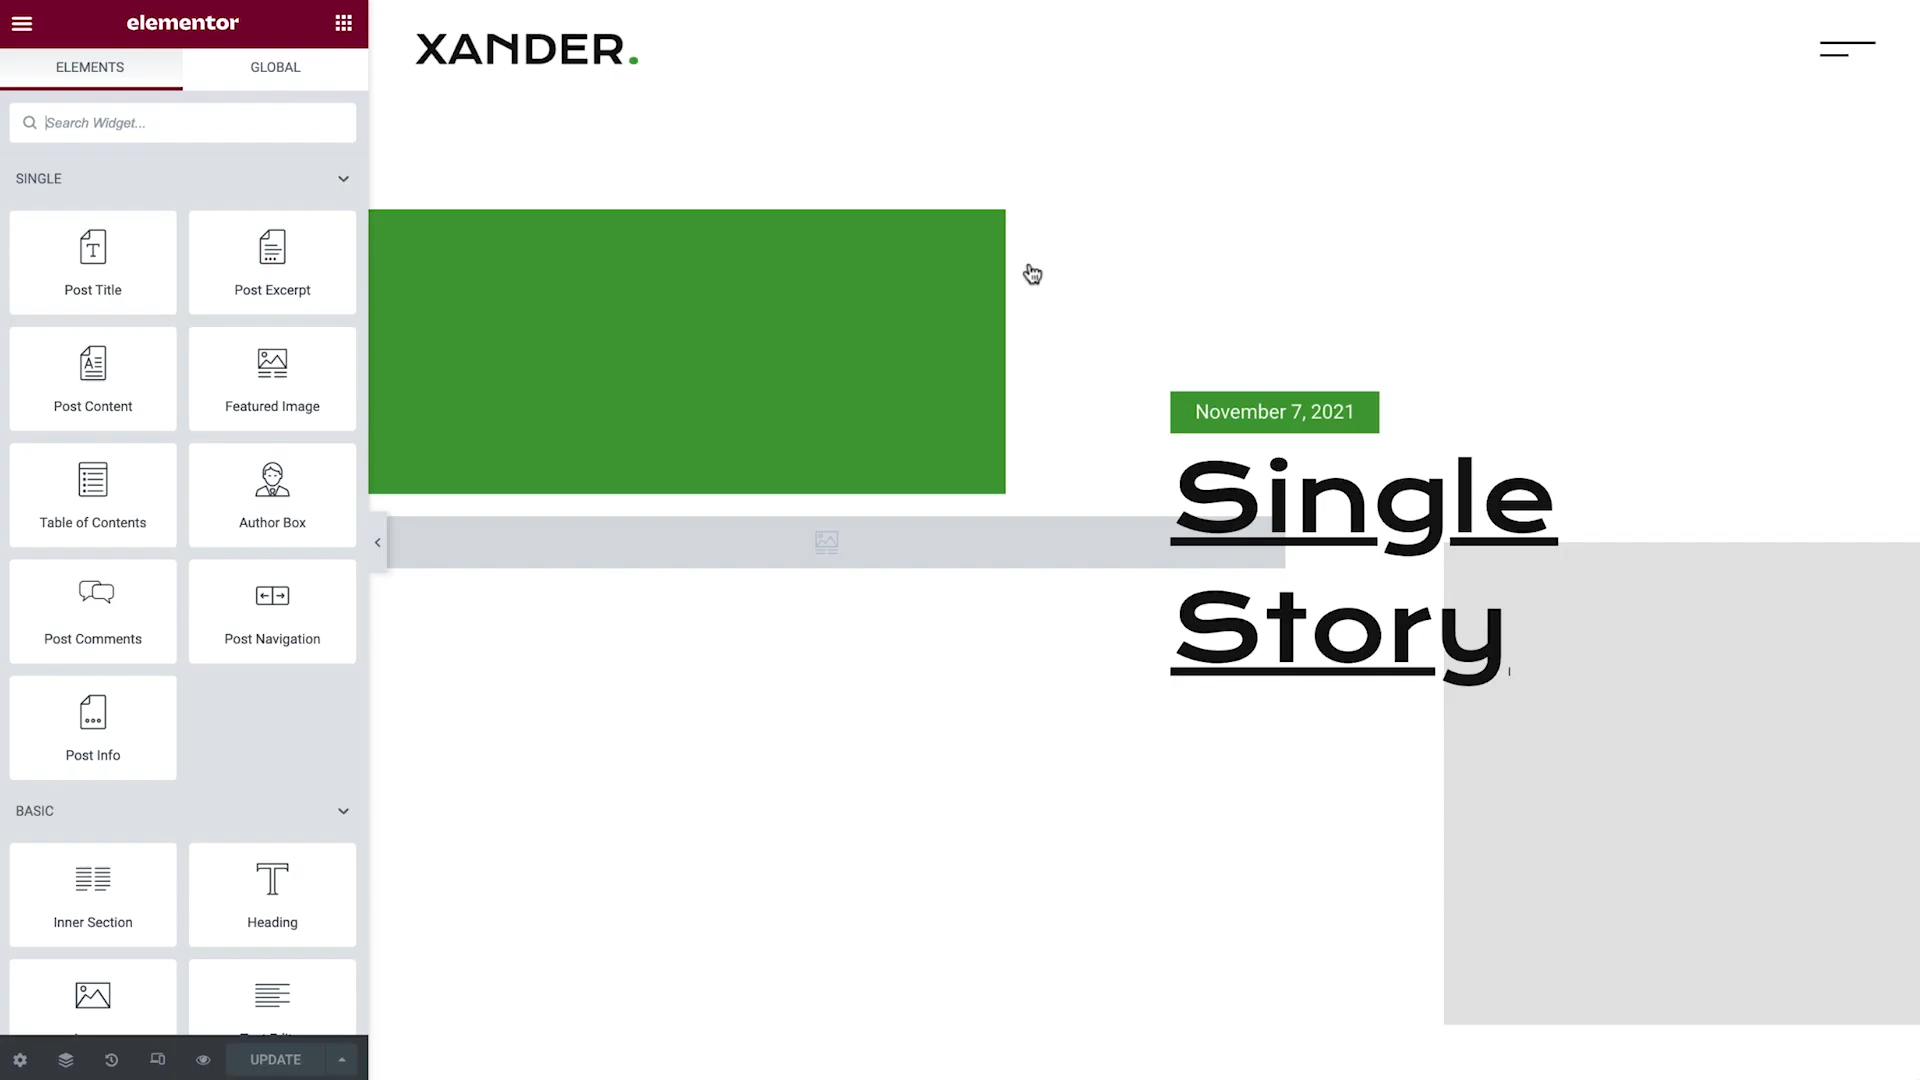 elementor
ELEMENTS
GLOBAL
Search Widget...
SINGLE
Post Title
Post Excerpt
Post Content
Featured Image
Table of Contents
Author Box
Post Comments
Post Navigation
Post Info
BASIC
Inner Section
Heading
UPDATE
XANDER.
November 7, 2021
Single
Story